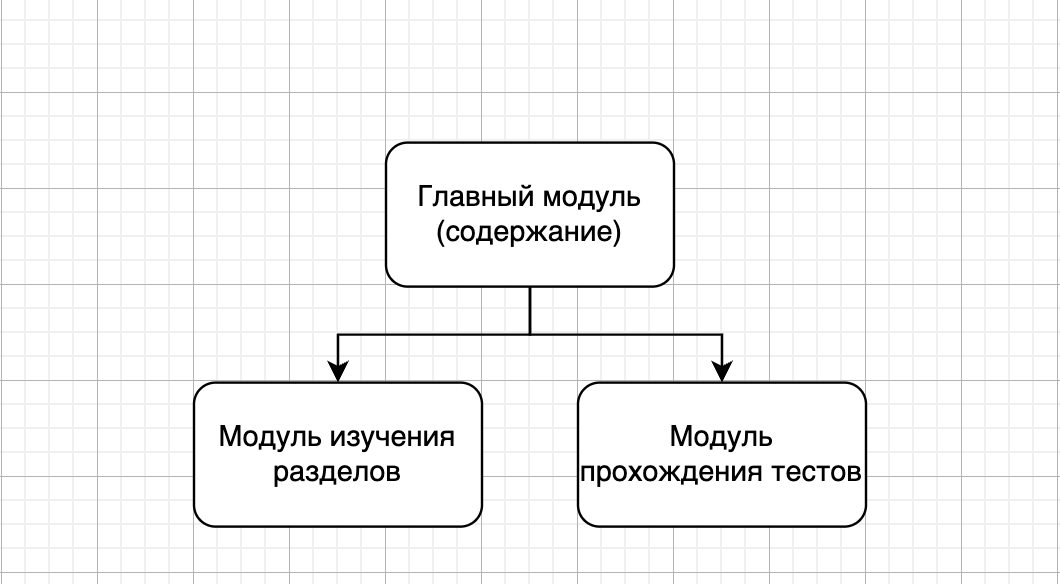 Главный модуль
(содержание)
Модуль изучения
разделов
Модуль
прохождения тестов